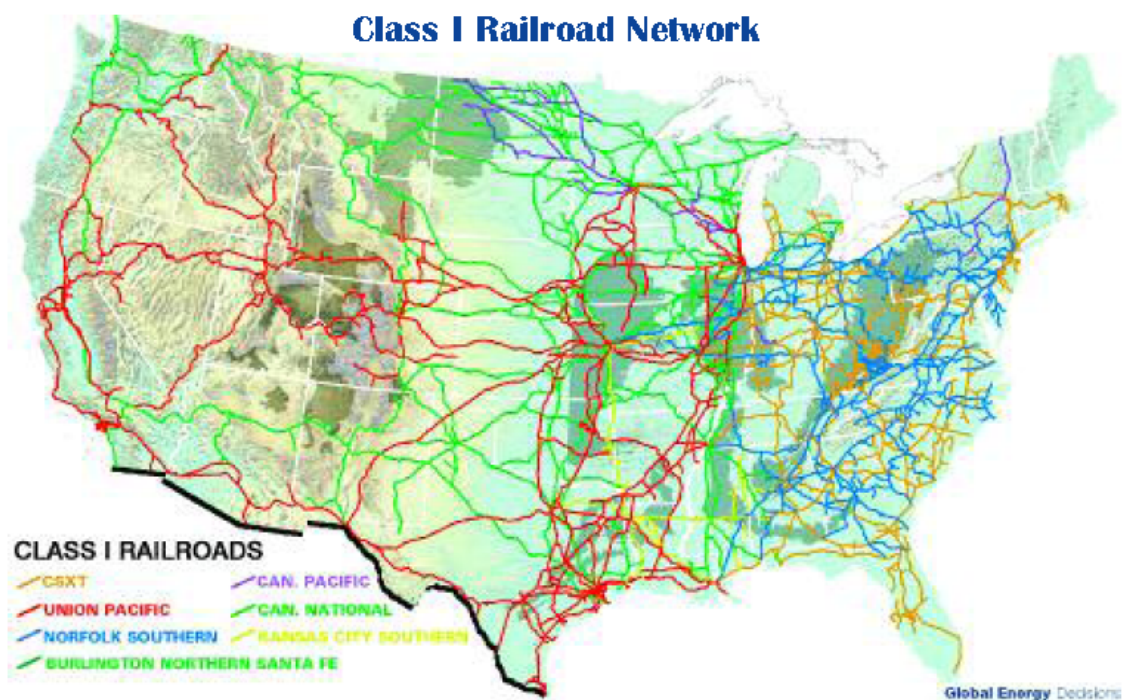 Class I Railroad Network
CLASS I RAILROADS
CSXT
CAN. PACIFIC
UNION PACIFIC
CAN. NATIONAL
NORFOLK SOUTHERN
KANSAS CITY SOUTHERN
BURLINGTON NORTHERN SANTA FE
Global Energy Decisions